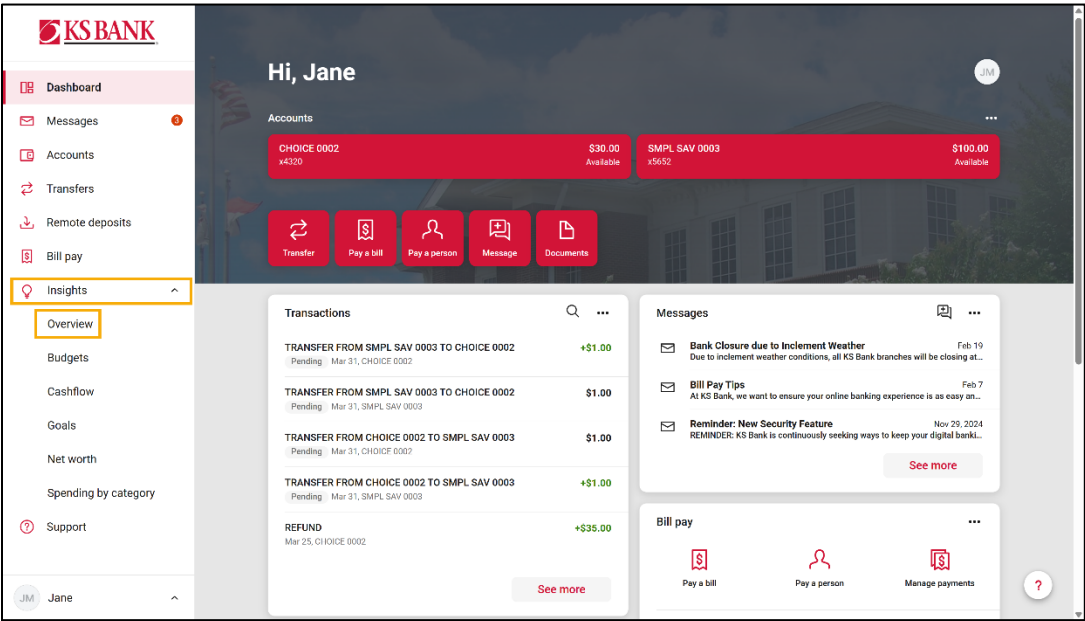 KS BANK
Dashboard
Messages 3
Accounts
Transfers
Remote deposits
Bill pay
Insights
Overview
Budgets
Cashflow
Goals
Net worth
Spending by category
Support
JM Jane
Hi, Jane
JM
Accounts
CHOICE 0002 $30.00
x4320 Available
SMPL SAV 0003 $100.00
x5652 Available
Transfer
Pay a bill
Pay a person
Message
Documents
Transactions
TRANSFER FROM SMPL SAV 0003 TO CHOICE 0002 +$1.00
Pending Mar 31, CHOICE 0002
TRANSFER FROM SMPL SAV 0003 TO CHOICE 0002 $1.00
Pending Mar 31, SMPL SAV 0003
TRANSFER FROM CHOICE 0002 TO SMPL SAV 0003 $1.00
Pending Mar 31, CHOICE 0002
TRANSFER FROM CHOICE 0002 TO SMPL SAV 0003 +$1.00
Pending Mar 31, SMPL SAV 0003
REFUND +$35.00
Mar 25, CHOICE 0002
See more
Messages
Bank Closure due to Inclement Weather Feb 19
Due to inclement weather conditions, all KS Bank branches will be closing at...
Bill Pay Tips Feb 7
At KS Bank, we want to ensure your online banking experience is as easy an...
Reminder: New Security Feature Nov 29, 2024
REMINDER: KS Bank is continuously seeking ways to keep your digital banki...
See more
Bill pay
Pay a bill
Pay a person
Manage payments
?